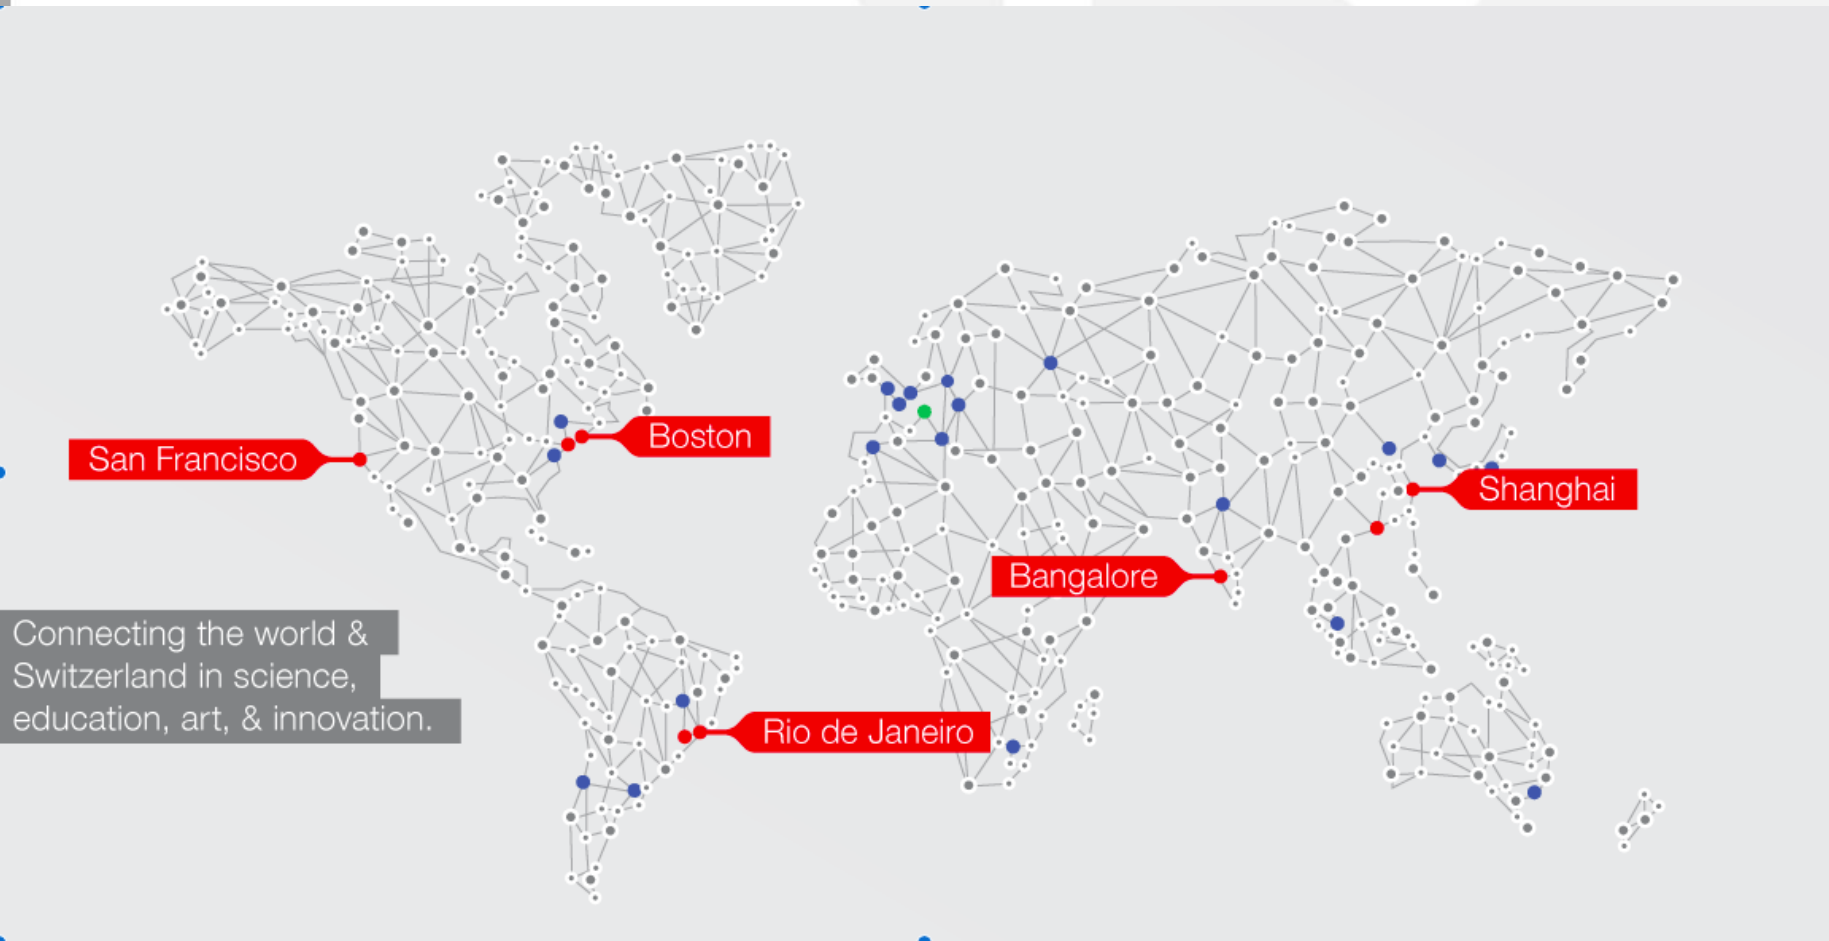 Boston
San Francisco
Shanghai
Bangalore
Connecting the world &
Switzerland in science,
education, art, & innovation.
Rio de Janeiro